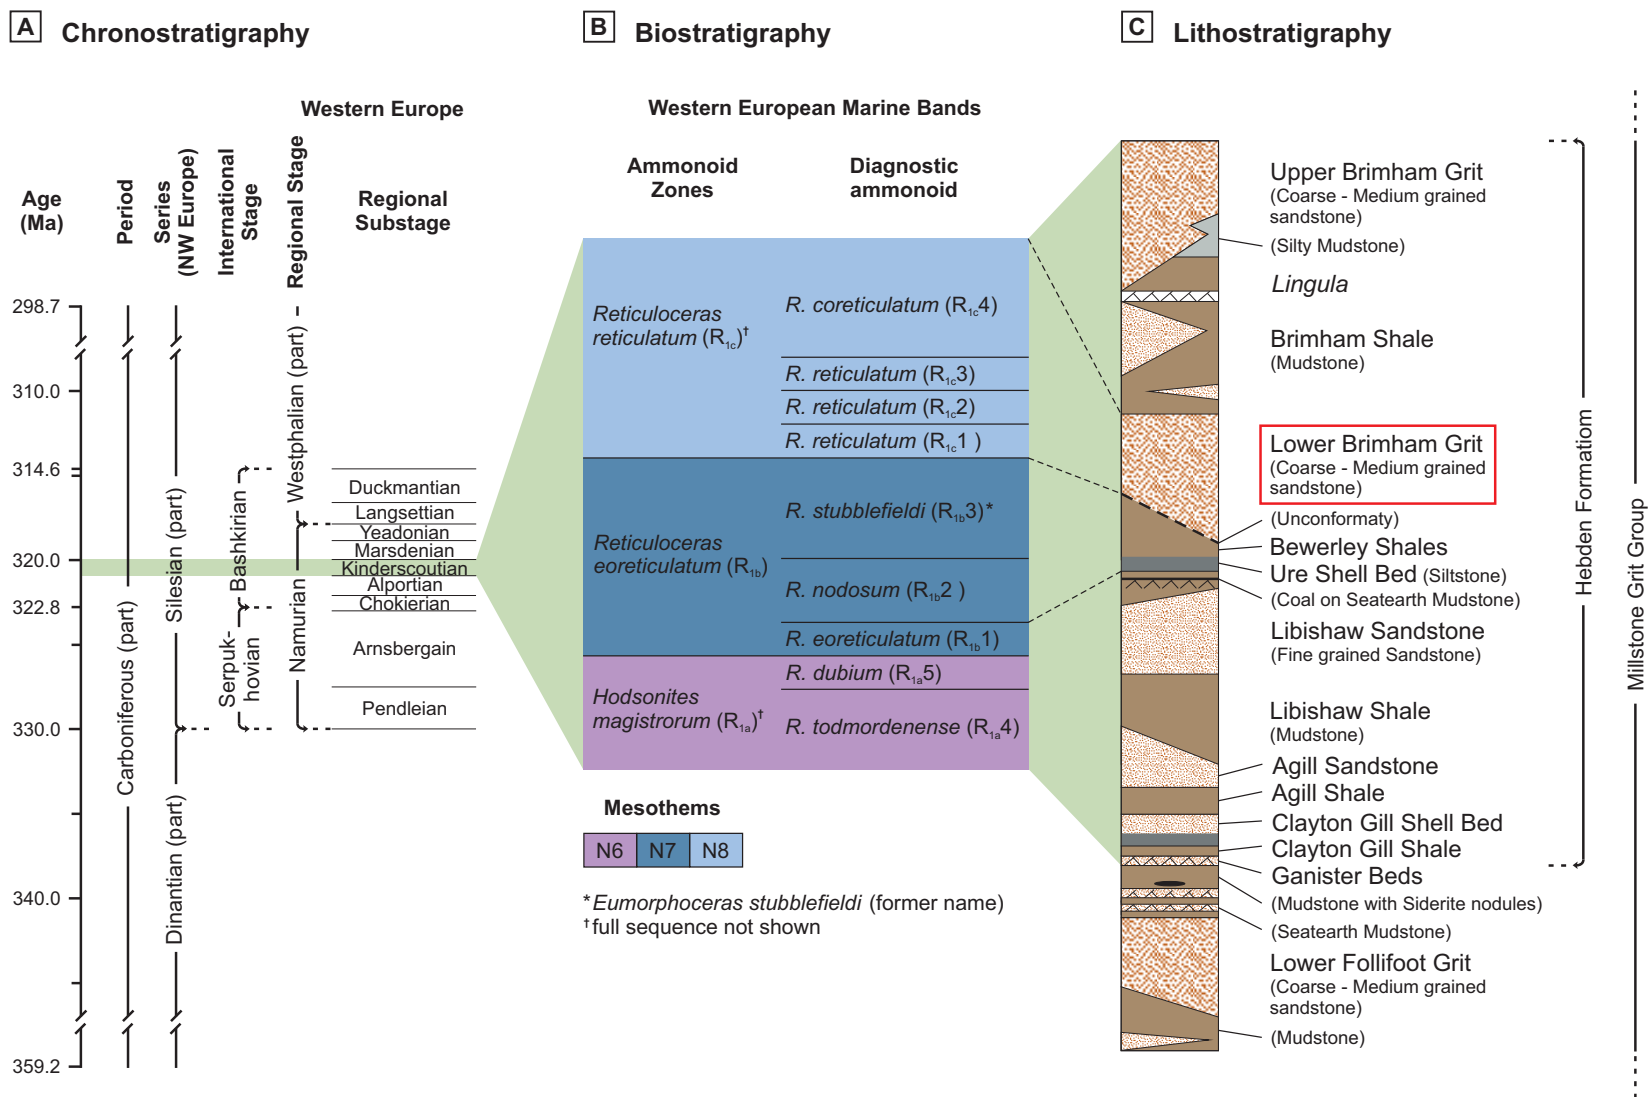 A Chronostratigraphy
Age
(Ma)
Period
Series
(NW Europe)
International
Stage
Regional Stage
Western Europe
Regional
Substage
298.7
310.0
314.6
320.0
322.8
330.0
340.0
359.2
Carboniferous (part)
Silesian (part)
Dinantian (part)
Bashkirian
Serpuk-
hovian
Westphalian (part)
Namurian
Duckmantian
Langsettian
Yeadonian
Marsdenian
Kinderscoutian
Alportian
Chokierian
Arnsbergain
Pendleian
B Biostratigraphy
Western European Marine Bands
Ammonoid
Zones
Diagnostic
ammonoid
Reticuloceras
reticulatum (R1c)†
R. coreticulatum (R1c4)
R. reticulatum (R1c3)
R. reticulatum (R1c2)
R. reticulatum (R1c1 )
Reticuloceras
eoreticulatum (R1b)
R. stubblefieldi (R1b3)*
R. nodosum (R1b2 )
R. eoreticulatum (R1b1)
Hodsonites
magistrorum (R1a)†
R. dubium (R1a5)
R. todmordenense (R1a4)
Mesothems
N6 N7 N8
*Eumorphoceras stubblefieldi (former name)
†full sequence not shown
C Lithostratigraphy
Upper Brimham Grit
(Coarse - Medium grained
sandstone)
(Silty Mudstone)
Lingula
Brimham Shale
(Mudstone)
Lower Brimham Grit
(Coarse - Medium grained
sandstone)
(Unconformaty)
Bewerley Shales
Ure Shell Bed (Siltstone)
(Coal on Seatearth Mudstone)
Libishaw Sandstone
(Fine grained Sandstone)
Libishaw Shale
(Mudstone)
Agill Sandstone
Agill Shale
Clayton Gill Shell Bed
Clayton Gill Shale
Ganister Beds
(Mudstone with Siderite nodules)
(Seatearth Mudstone)
Lower Follifoot Grit
(Coarse - Medium grained
sandstone)
(Mudstone)
Hebden Formatiom
Millstone Grit Group